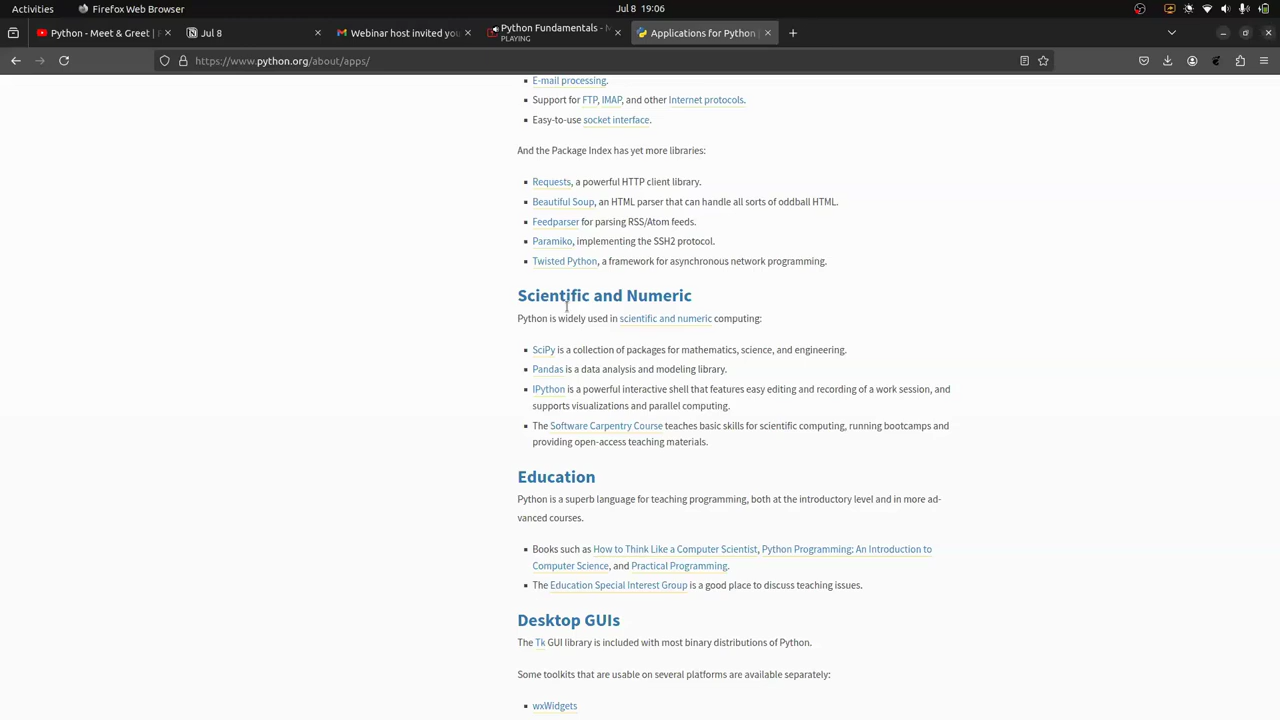 Activities
Firefox Web Browser
Jul 8 19:06
Python - Meet & Greet |
Jul 8
Webinar host invited you
Python Fundamentals -
PLAYING
Applications for Python |
https://www.python.org/about/apps/
E-mail processing.
Support for FTP, IMAP, and other Internet protocols.
Easy-to-use socket interface.
And the Package Index has yet more libraries:
Requests, a powerful HTTP client library.
Beautiful Soup, an HTML parser that can handle all sorts of oddball HTML.
Feedparser for parsing RSS/Atom feeds.
Paramiko, implementing the SSH2 protocol.
Twisted Python, a framework for asynchronous network programming.
Scientific and Numeric
Python is widely used in scientific and numeric computing:
SciPy is a collection of packages for mathematics, science, and engineering.
Pandas is a data analysis and modeling library.
IPython is a powerful interactive shell that features easy editing and recording of a work session, and
supports visualizations and parallel computing.
The Software Carpentry Course teaches basic skills for scientific computing, running bootcamps and
providing open-access teaching materials.
Education
Python is a superb language for teaching programming, both at the introductory level and in more ad-
vanced courses.
Books such as How to Think Like a Computer Scientist, Python Programming: An Introduction to
Computer Science, and Practical Programming.
The Education Special Interest Group is a good place to discuss teaching issues.
Desktop GUIs
The Tk GUI library is included with most binary distributions of Python.
Some toolkits that are usable on several platforms are available separately:
wxWidgets